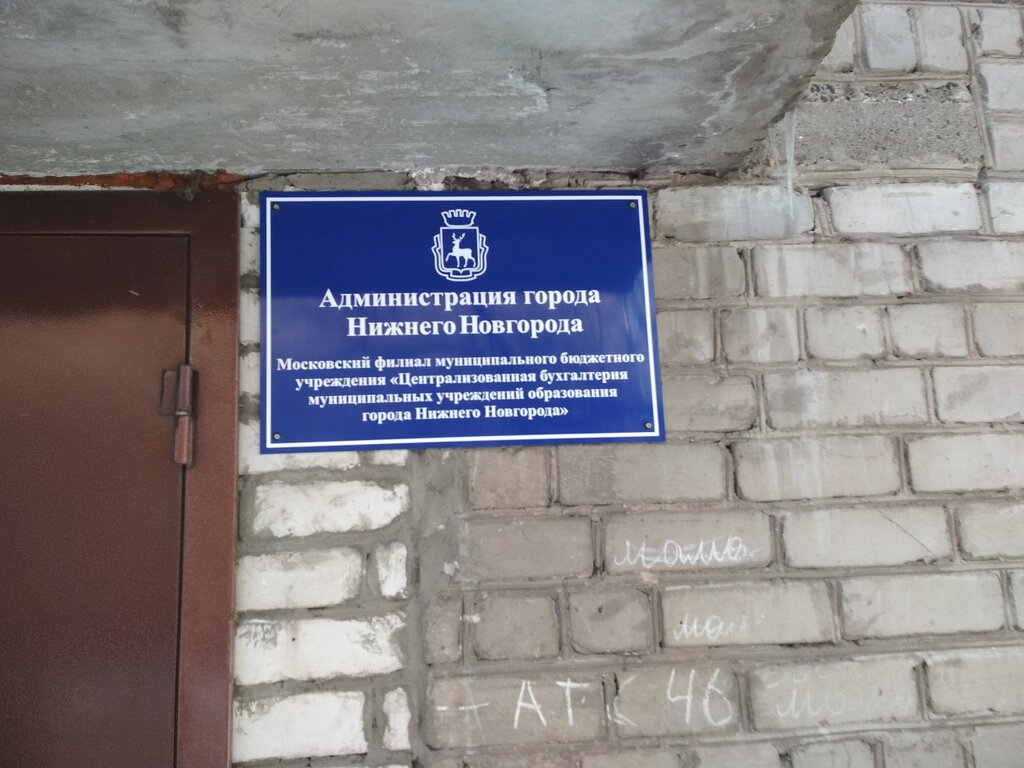 Администрация города
Нижнего Новгорода
Московский филиал муниципального бюджетного
учреждения «Централизованная бухгалтерия
муниципальных учреждений образования
города Нижнего Новгорода»
мама
АТК 46